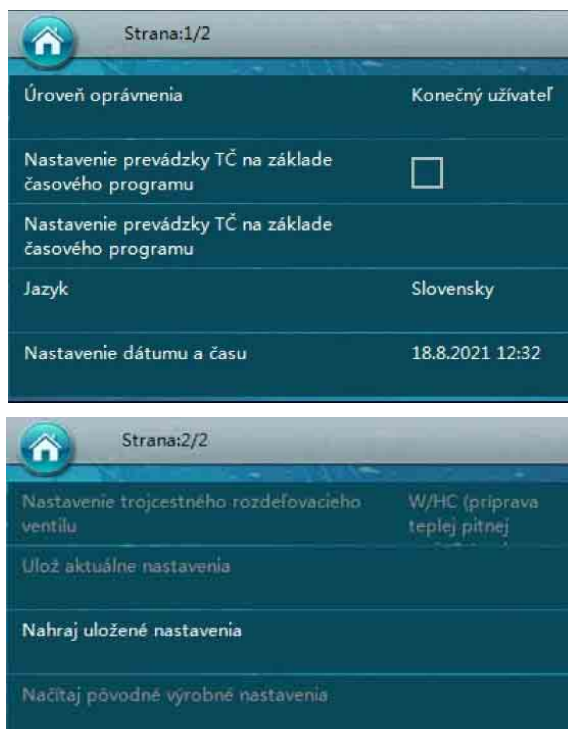 Strana:1/2
Úroveň oprávnenia Konečný užívateľ
Nastavenie prevádzky TČ na základe
časového programu
Nastavenie prevádzky TČ na základe
časového programu
Jazyk Slovensky
Nastavenie dátumu a času 18.8.2021 12:32
Strana:2/2
Nastavenie trojcestného rozdeľovacieho W/HC (príprava
ventilu teplej pitnej
Ulož aktuálne nastavenia
Nahraj uložené nastavenia
Načítaj pôvodné výrobné nastavenia